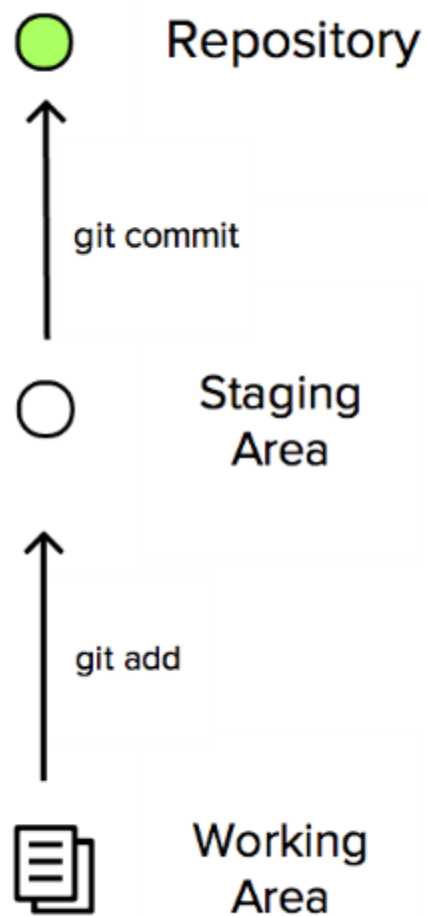 Repository
git commit
Staging
Area
git add
Working
Area